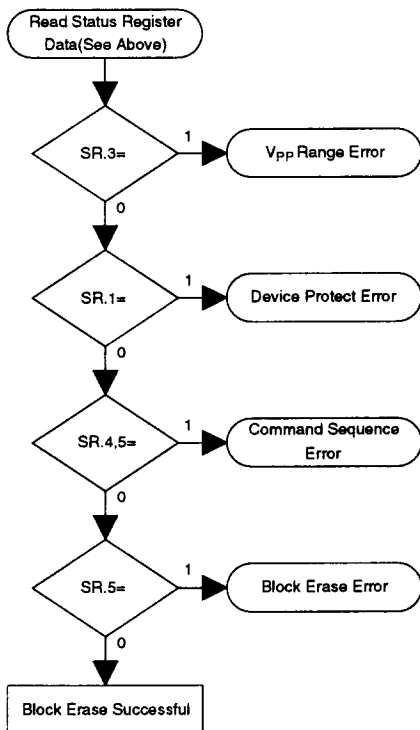 Read Status Register
Data(See Above)
SR.3=
1
VPP Range Error
0
SR.1=
1
Device Protect Error
0
SR.4,5=
1
Command Sequence
Error
0
SR.5=
1
Block Erase Error
0
Block Erase Successful